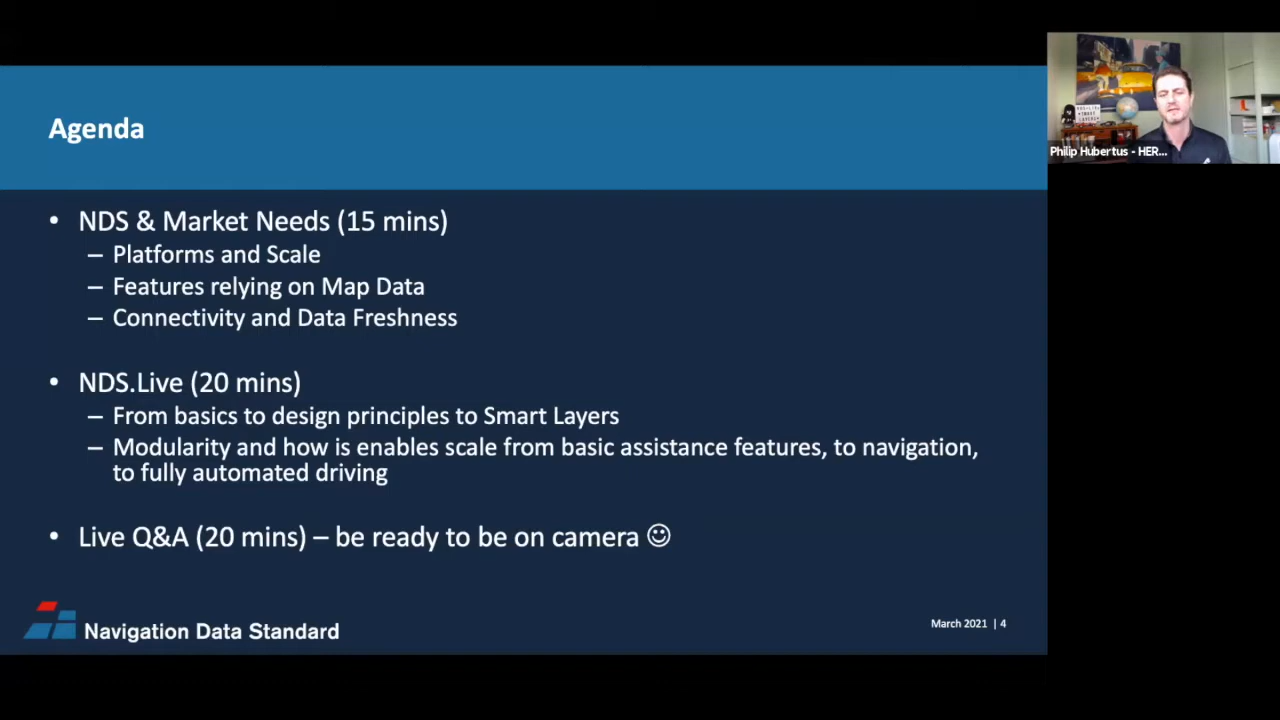 Agenda
• NDS & Market Needs (15 mins)
– Platforms and Scale
– Features relying on Map Data
– Connectivity and Data Freshness
• NDS.Live (20 mins)
– From basics to design principles to Smart Layers
– Modularity and how is enables scale from basic assistance features, to navigation,
to fully automated driving
• Live Q&A (20 mins) – be ready to be on camera ☺
Navigation Data Standard
March 2021 | 4
Philip Hubertus - HER...